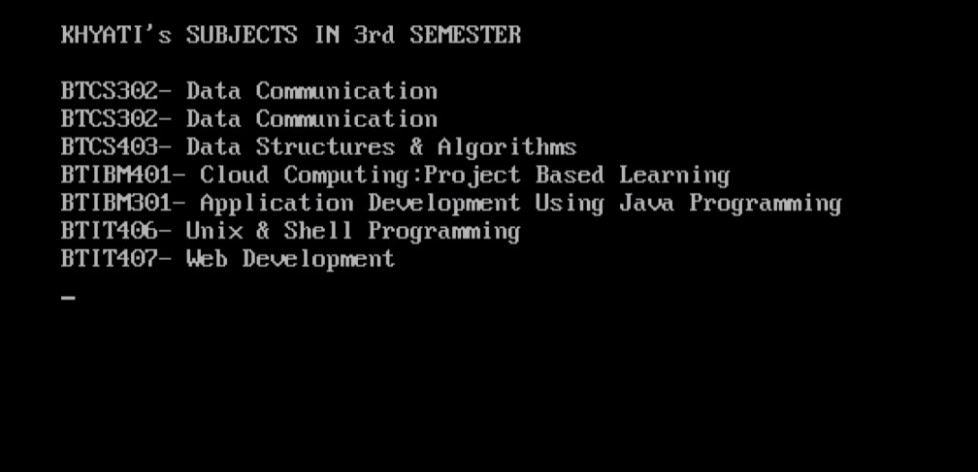 KHYATI's SUBJECTS IN 3rd SEMESTER
BTCS302- Data Communication
BTCS302- Data Communication
BTCS403- Data Structures & Algorithms
BTIBM401- Cloud Computing:Project Based Learning
BTIBM301- Application Development Using Java Programming
BTIT406- Unix & Shell Programming
BTIT407- Web Development